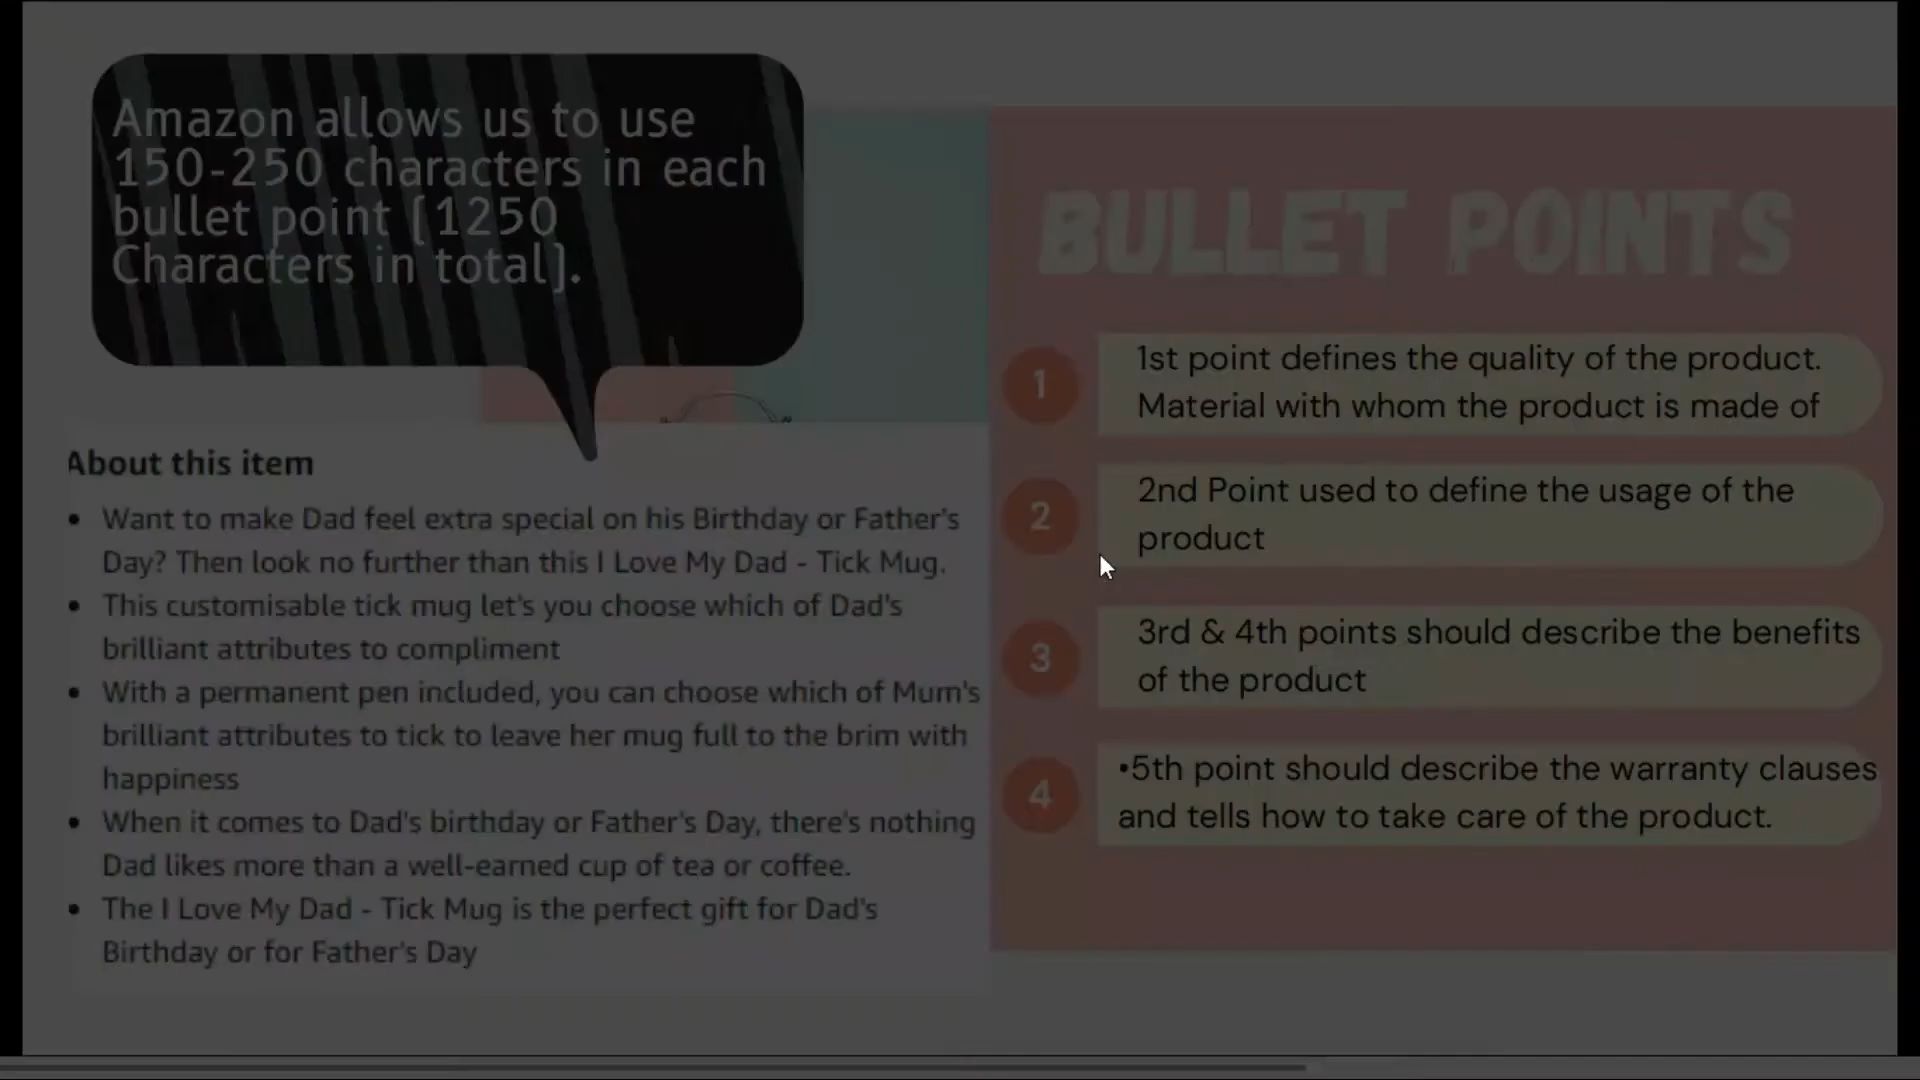 Amazon allows us to use
150-250 characters in each
bullet point [1250
Characters in total].
About this item
• Want to make Dad feel extra special on his Birthday or Father's
Day? Then look no further than this I Love My Dad - Tick Mug.
• This customisable tick mug let's you choose which of Dad's
brilliant attributes to compliment
• With a permanent pen included, you can choose which of Mum's
brilliant attributes to tick to leave her mug full to the brim with
happiness
• When it comes to Dad's birthday or Father's Day, there's nothing
Dad likes more than a well-earned cup of tea or coffee.
• The I Love My Dad - Tick Mug is the perfect gift for Dad's
Birthday or for Father's Day
BULLET POINTS
1
1st point defines the quality of the product.
Material with whom the product is made of
2
2nd Point used to define the usage of the
product
3
3rd & 4th points should describe the benefits
of the product
4
•5th point should describe the warranty clauses
and tells how to take care of the product.